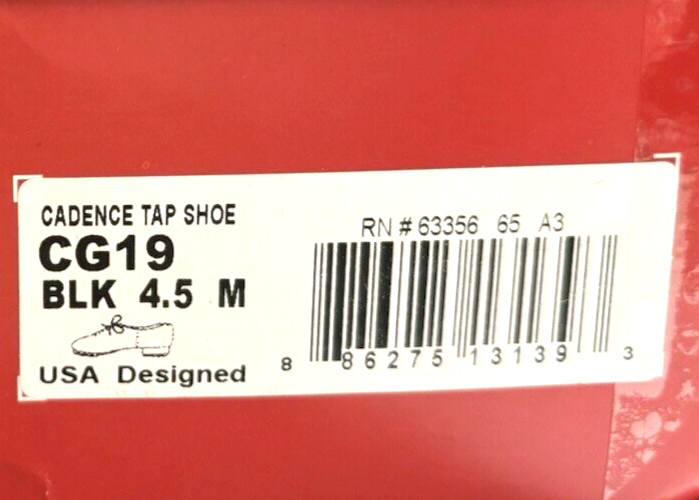 CADENCE TAP SHOE
CG19
BLK 4.5 M
USA Designed
RN # 63356 65 A3
8 86275 13139 3